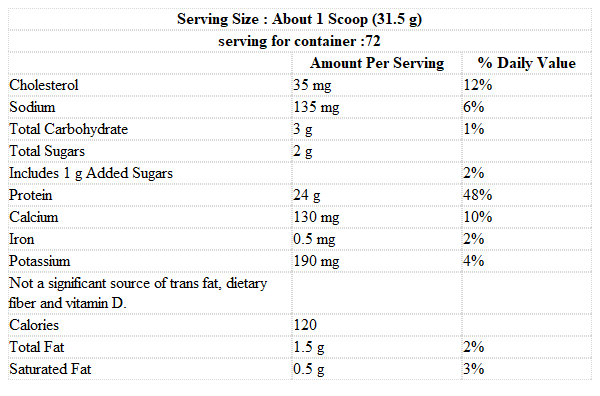 Serving Size : About 1 Scoop (31.5 g)
serving for container :72
Amount Per Serving % Daily Value
Cholesterol 35 mg 12%
Sodium 135 mg 6%
Total Carbohydrate 3 g 1%
Total Sugars 2 g
Includes 1 g Added Sugars 2%
Protein 24 g 48%
Calcium 130 mg 10%
Iron 0.5 mg 2%
Potassium 190 mg 4%
Not a significant source of trans fat, dietary
fiber and vitamin D.
Calories 120
Total Fat 1.5 g 2%
Saturated Fat 0.5 g 3%